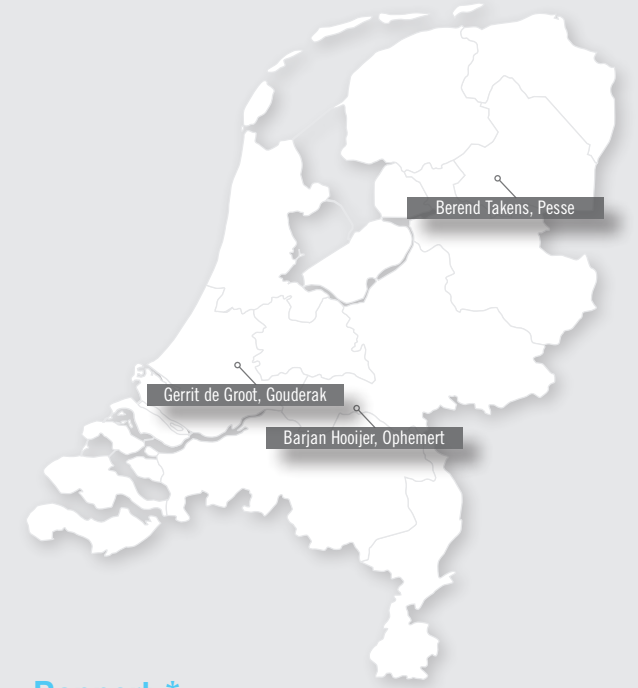 Berend Takens, Pesse
Gerrit de Groot, Gouderak
Barjan Hooijer, Ophemert